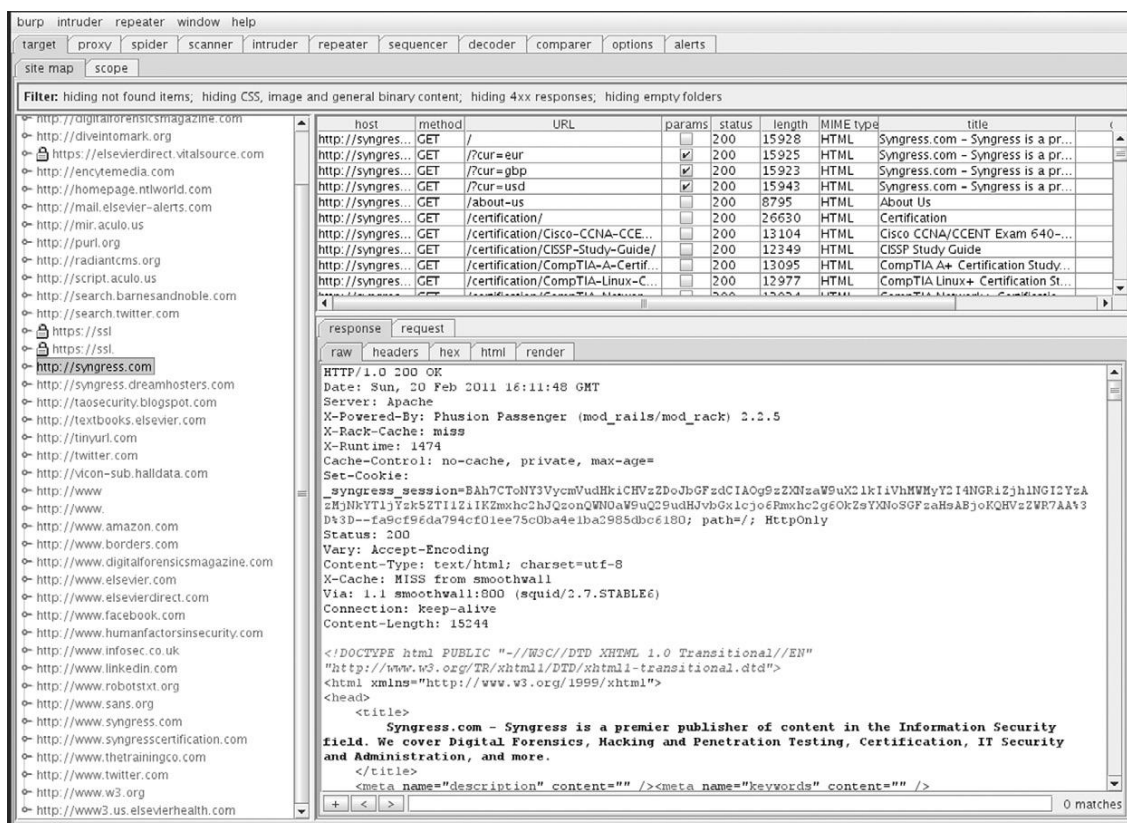 burp intruder repeater window help
target proxy spider scanner intruder repeater sequencer decoder comparer options alerts
site map scope
Filter: hiding not found items; hiding CSS, image and general binary content; hiding 4xx responses; hiding empty folders
http://digitalforensicsmagazine.com
http://diveintomark.org
https://elsevierdirect.vitalsource.com
http://encytemedia.com
http://homepage.ntlworld.com
http://mail.elsevier-alerts.com
http://mir.aculo.us
http://purl.org
http://radiantcms.org
http://script.aculo.us
http://search.barnesandnoble.com
http://search.twitter.com
https://ssl
https://ssl.
http://syngress.com
http://syngress.dreamhosters.com
http://taosecurity.blogspot.com
http://textbooks.elsevier.com
http://tinyurl.com
http://twitter.com
http://vicon-sub.halldata.com
http://www
http://www.
http://www.amazon.com
http://www.borders.com
http://www.digitalforensicsmagazine.com
http://www.elsevier.com
http://www.elsevierdirect.com
http://www.facebook.com
http://www.humanfactorsinsecurity.com
http://www.infosec.co.uk
http://www.linkedin.com
http://www.robotstxt.org
http://www.sans.org
http://www.syngress.com
http://www.syngresscertification.com
http://www.thetrainingco.com
http://www.twitter.com
http://www.w3.org
http://www3.us.elsevierhealth.com
host method URL params status length MIME type title
http://syngres... GET / 200 15928 HTML Syngress.com - Syngress is a pr...
http://syngres... GET /?cur=eur 200 15925 HTML Syngress.com - Syngress is a pr...
http://syngres... GET /?cur=gbp 200 15923 HTML Syngress.com - Syngress is a pr...
http://syngres... GET /?cur=usd 200 15943 HTML Syngress.com - Syngress is a pr...
http://syngres... GET /about-us 200 8795 HTML About Us
http://syngres... GET /certification/ 200 26630 HTML Certification
http://syngres... GET /certification/Cisco-CCNA-CCE... 200 13104 HTML Cisco CCNA/CCENT Exam 640-...
http://syngres... GET /certification/CISSP-Study-Guide/ 200 12349 HTML CISSP Study Guide
http://syngres... GET /certification/CompTIA-A-Certif... 200 13095 HTML CompTIA A+ Certification Study...
http://syngres... GET /certification/CompTIA-Linux-C... 200 12977 HTML CompTIA Linux+ Certification St...
response request
raw headers hex html render
HTTP/1.0 200 OK
Date: Sun, 20 Feb 2011 16:11:48 GMT
Server: Apache
X-Powered-By: Phusion Passenger (mod_rails/mod_rack) 2.2.5
X-Rack-Cache: miss
X-Runtime: 1474
Cache-Control: no-cache, private, max-age=
Set-Cookie:
Status: 200
Vary: Accept-Encoding
Content-Type: text/html; charset=utf-8
X-Cache: MISS from smoothwall
Via: 1.1 smoothwall:800 (squid/2.7.STABLE6)
Connection: keep-alive
Content-Length: 15244
<!DOCTYPE html PUBLIC "-//W3C//DTD XHTML 1.0 Transitional//EN"
"http://www.w3.org/TR/xhtml1/DTD/xhtml1-transitional.dtd">
<html xmlns="http://www.w3.org/1999/xhtml">
<head>
<title>
Syngress.com - Syngress is a premier publisher of content in the Information Security
field. We cover Digital Forensics, Hacking and Penetration Testing, Certification, IT Security
and Administration, and more.
</title>
<meta name="description" content="" /><meta name="keywords" content="" />
+ < > 0 matches